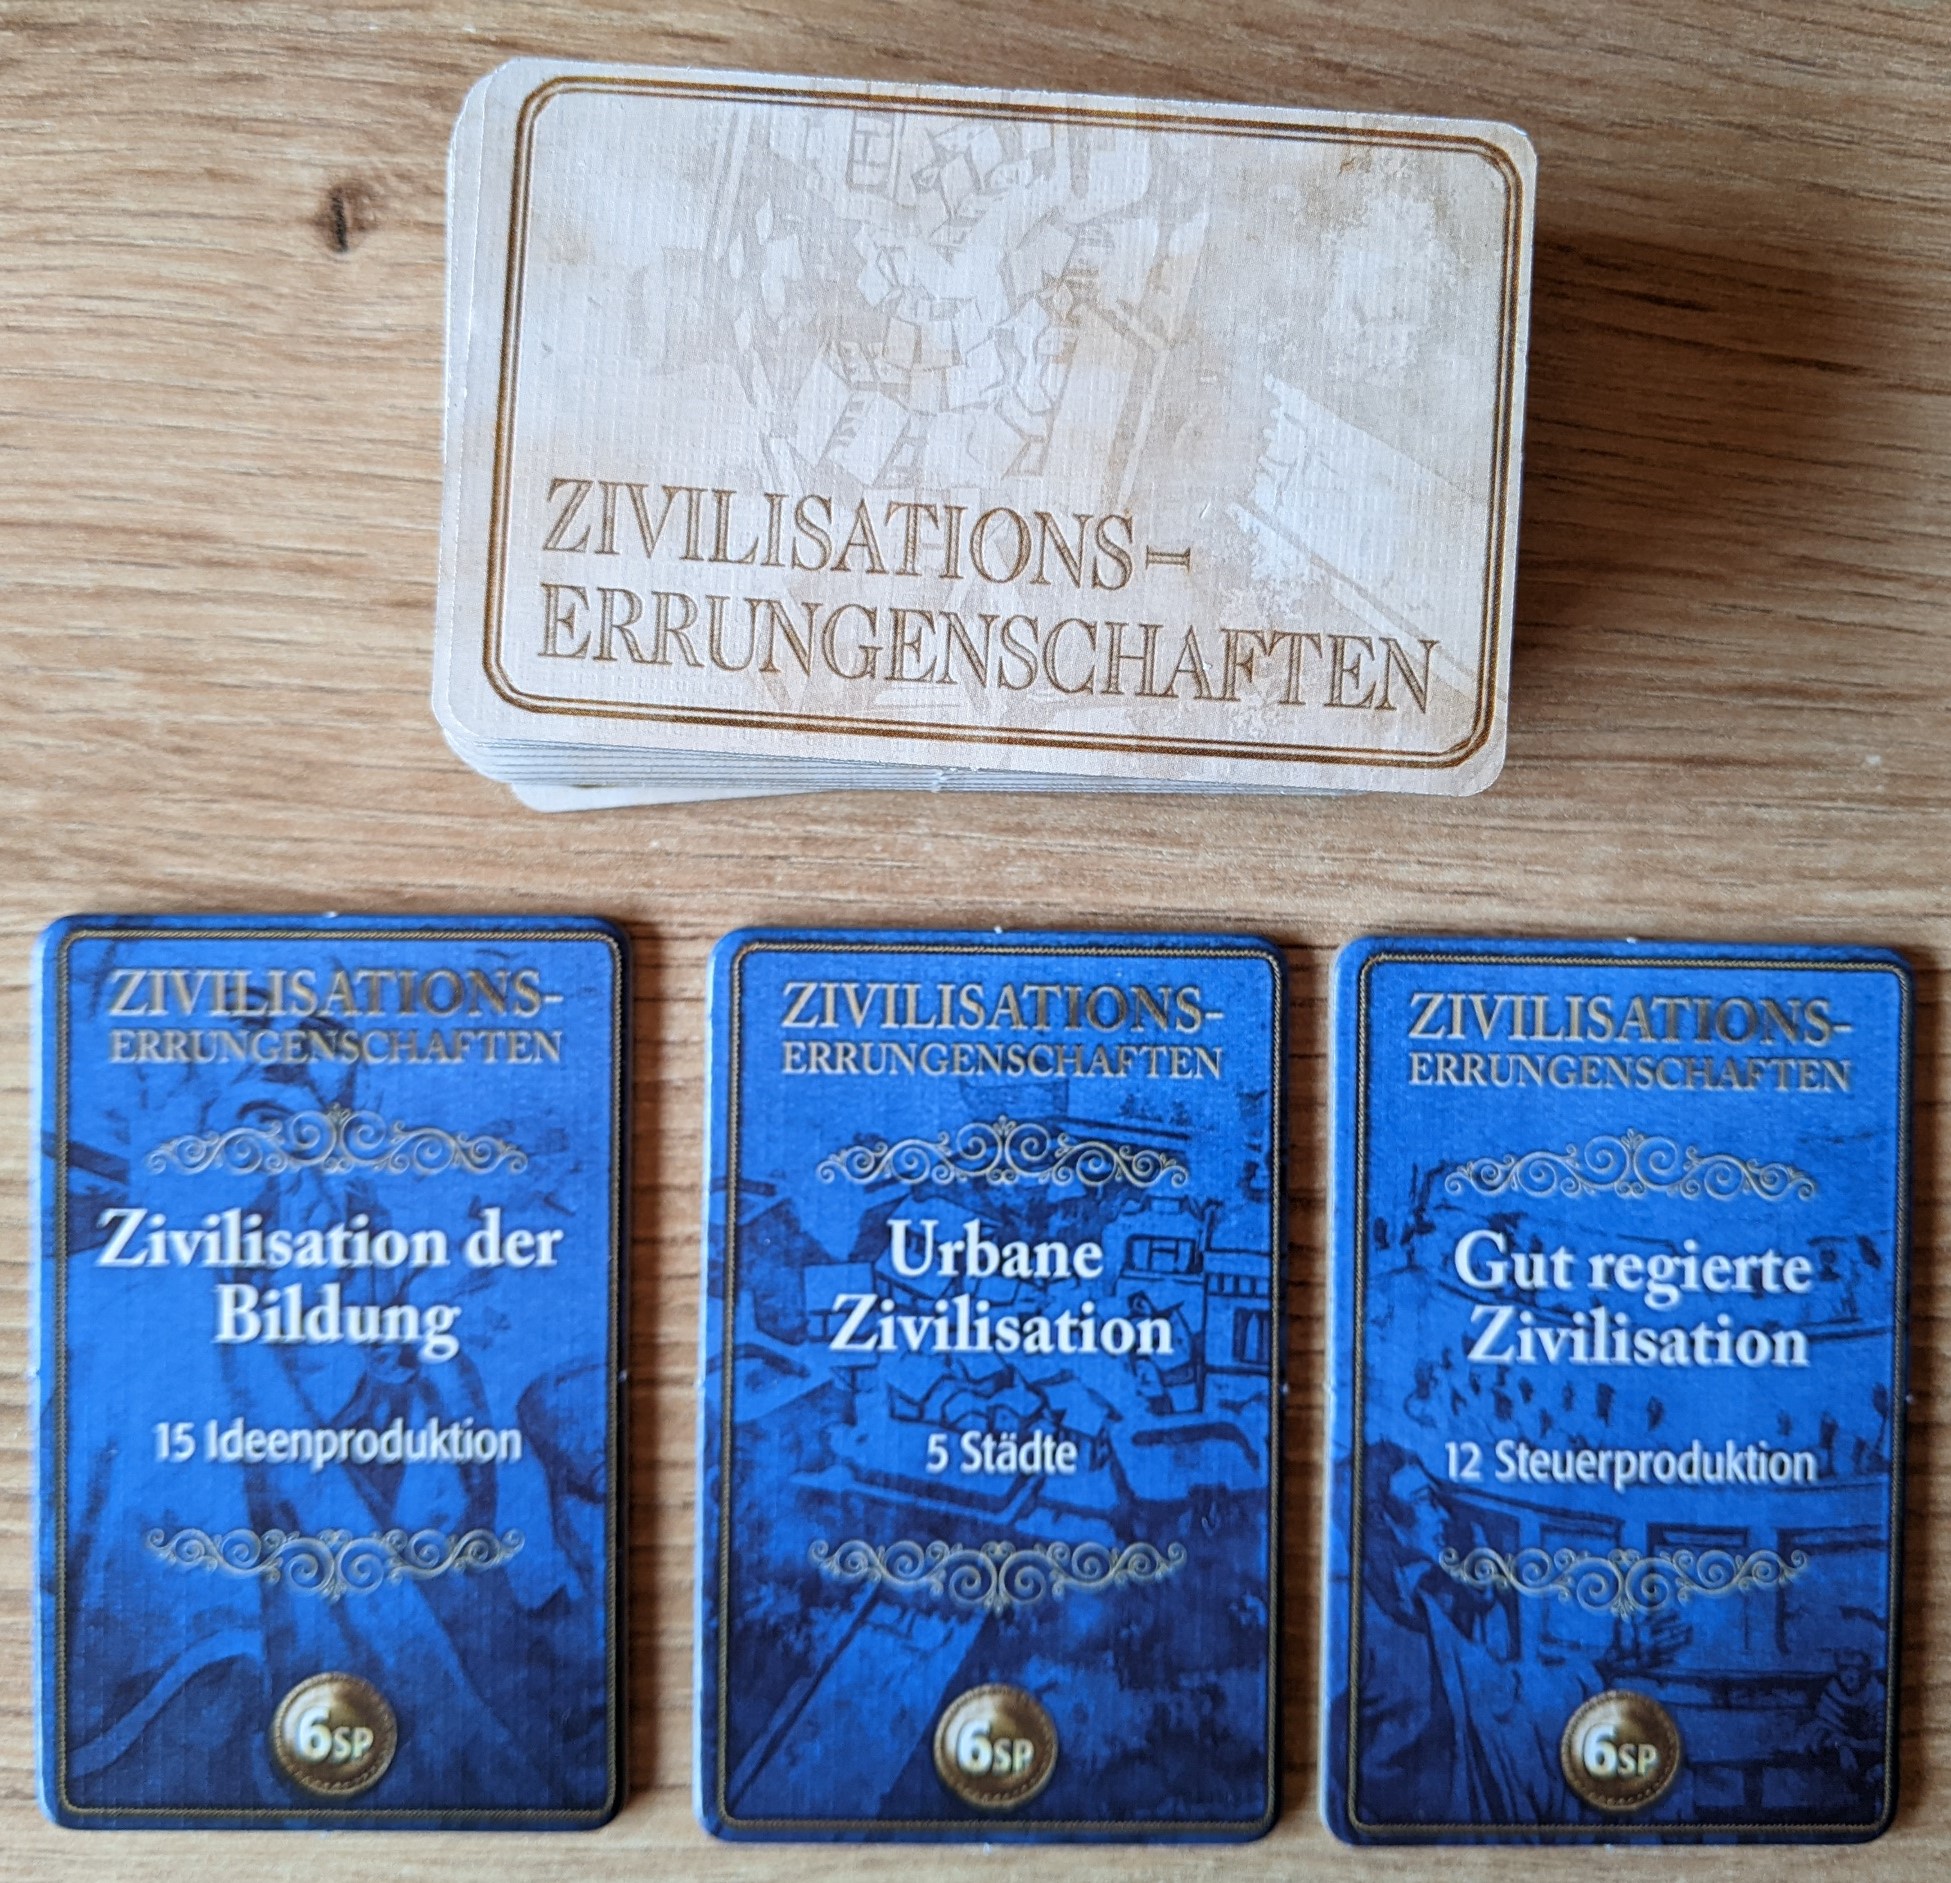 ZIVILISATIONS-
ERRUNGENSCHAFTEN
ZIVILISATIONS-
ERRUNGENSCHAFTEN
Zivilisation der
Bildung
15 Ideenproduktion
6SP
ZIVILISATIONS-
ERRUNGENSCHAFTEN
Urbane
Zivilisation
5 Städte
6SP
ZIVILISATIONS-
ERRUNGENSCHAFTEN
Gut regierte
Zivilisation
12 Steuerproduktion
6SP